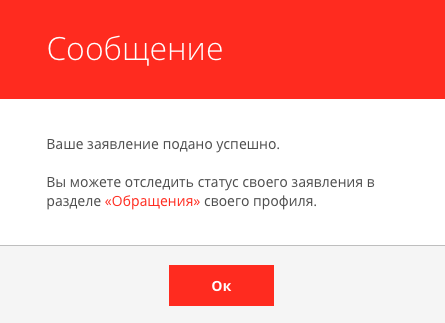 Сообщение
Ваше заявление подано успешно.
Вы можете отследить статус своего заявления в
разделе «Обращения» своего профиля.
Ок